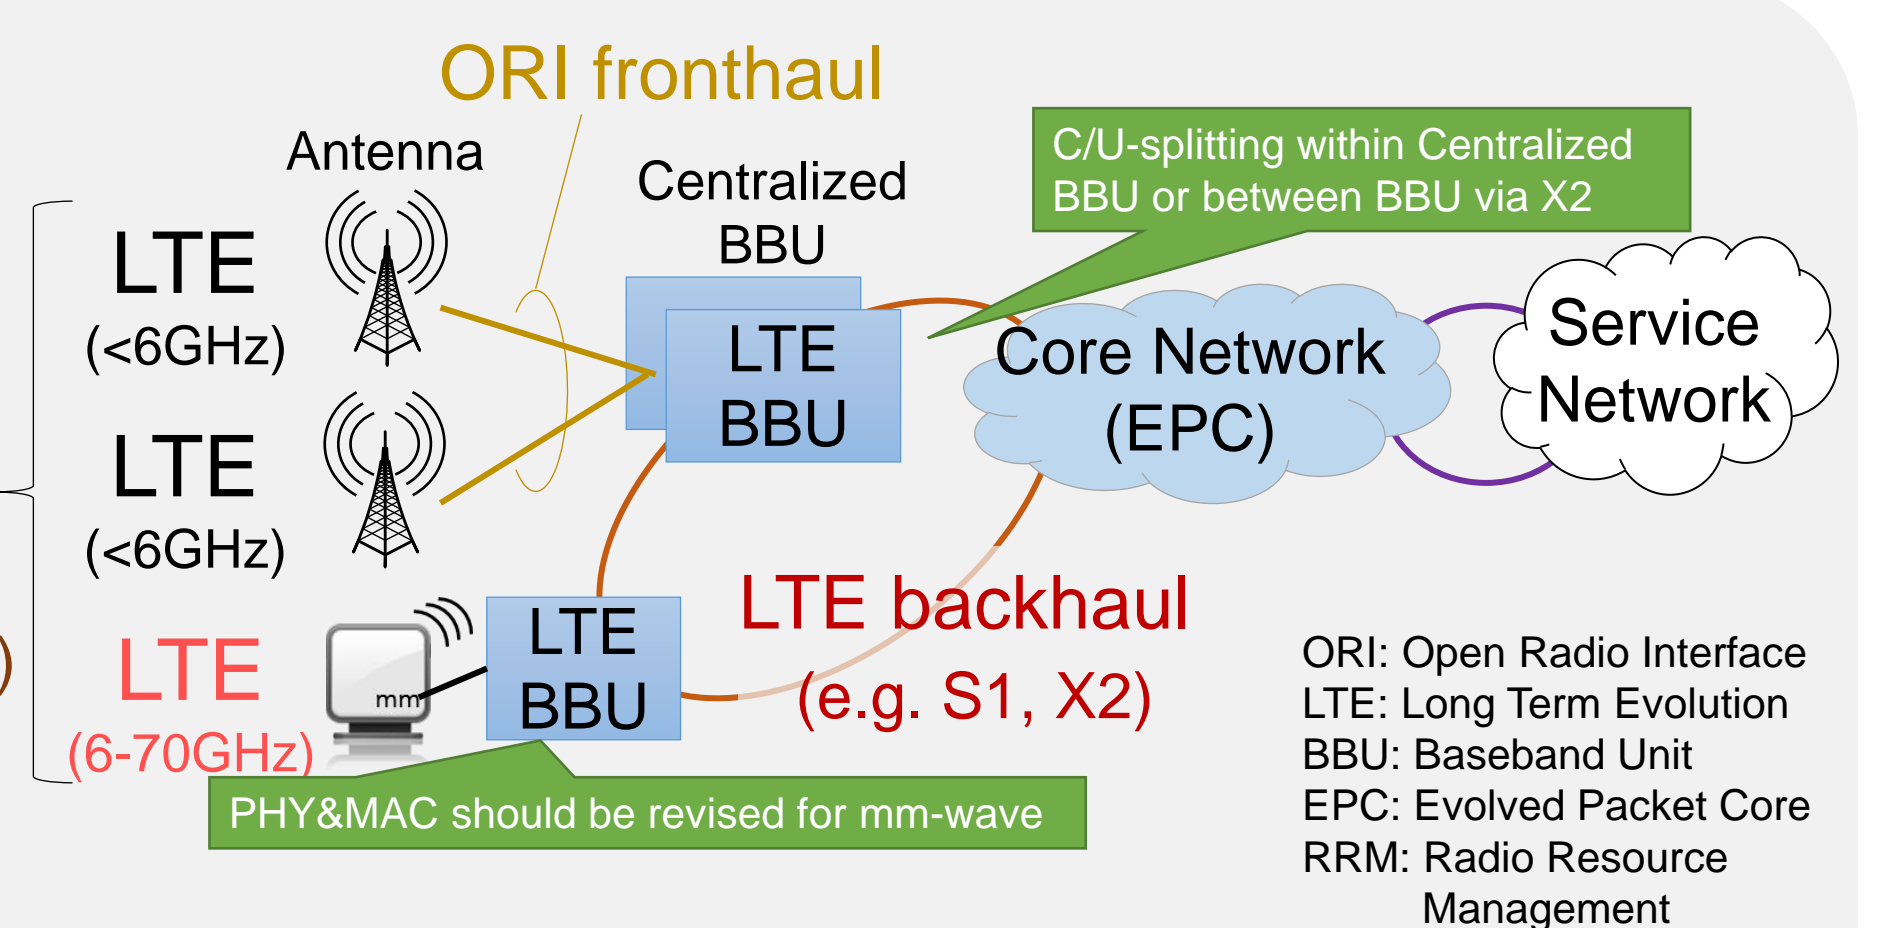 ORI fronthaul
Antenna
Centralized
BBU
C/U-splitting within Centralized
BBU or between BBU via X2
LTE
(<6GHz)
LTE
BBU
Core Network
(EPC)
Service
Network
LTE
(<6GHz)
LTE
(6-70GHz)
mm
LTE
BBU
LTE backhaul
(e.g. S1, X2)
PHY&MAC should be revised for mm-wave
ORI: Open Radio Interface
LTE: Long Term Evolution
BBU: Baseband Unit
EPC: Evolved Packet Core
RRM: Radio Resource
Management
)